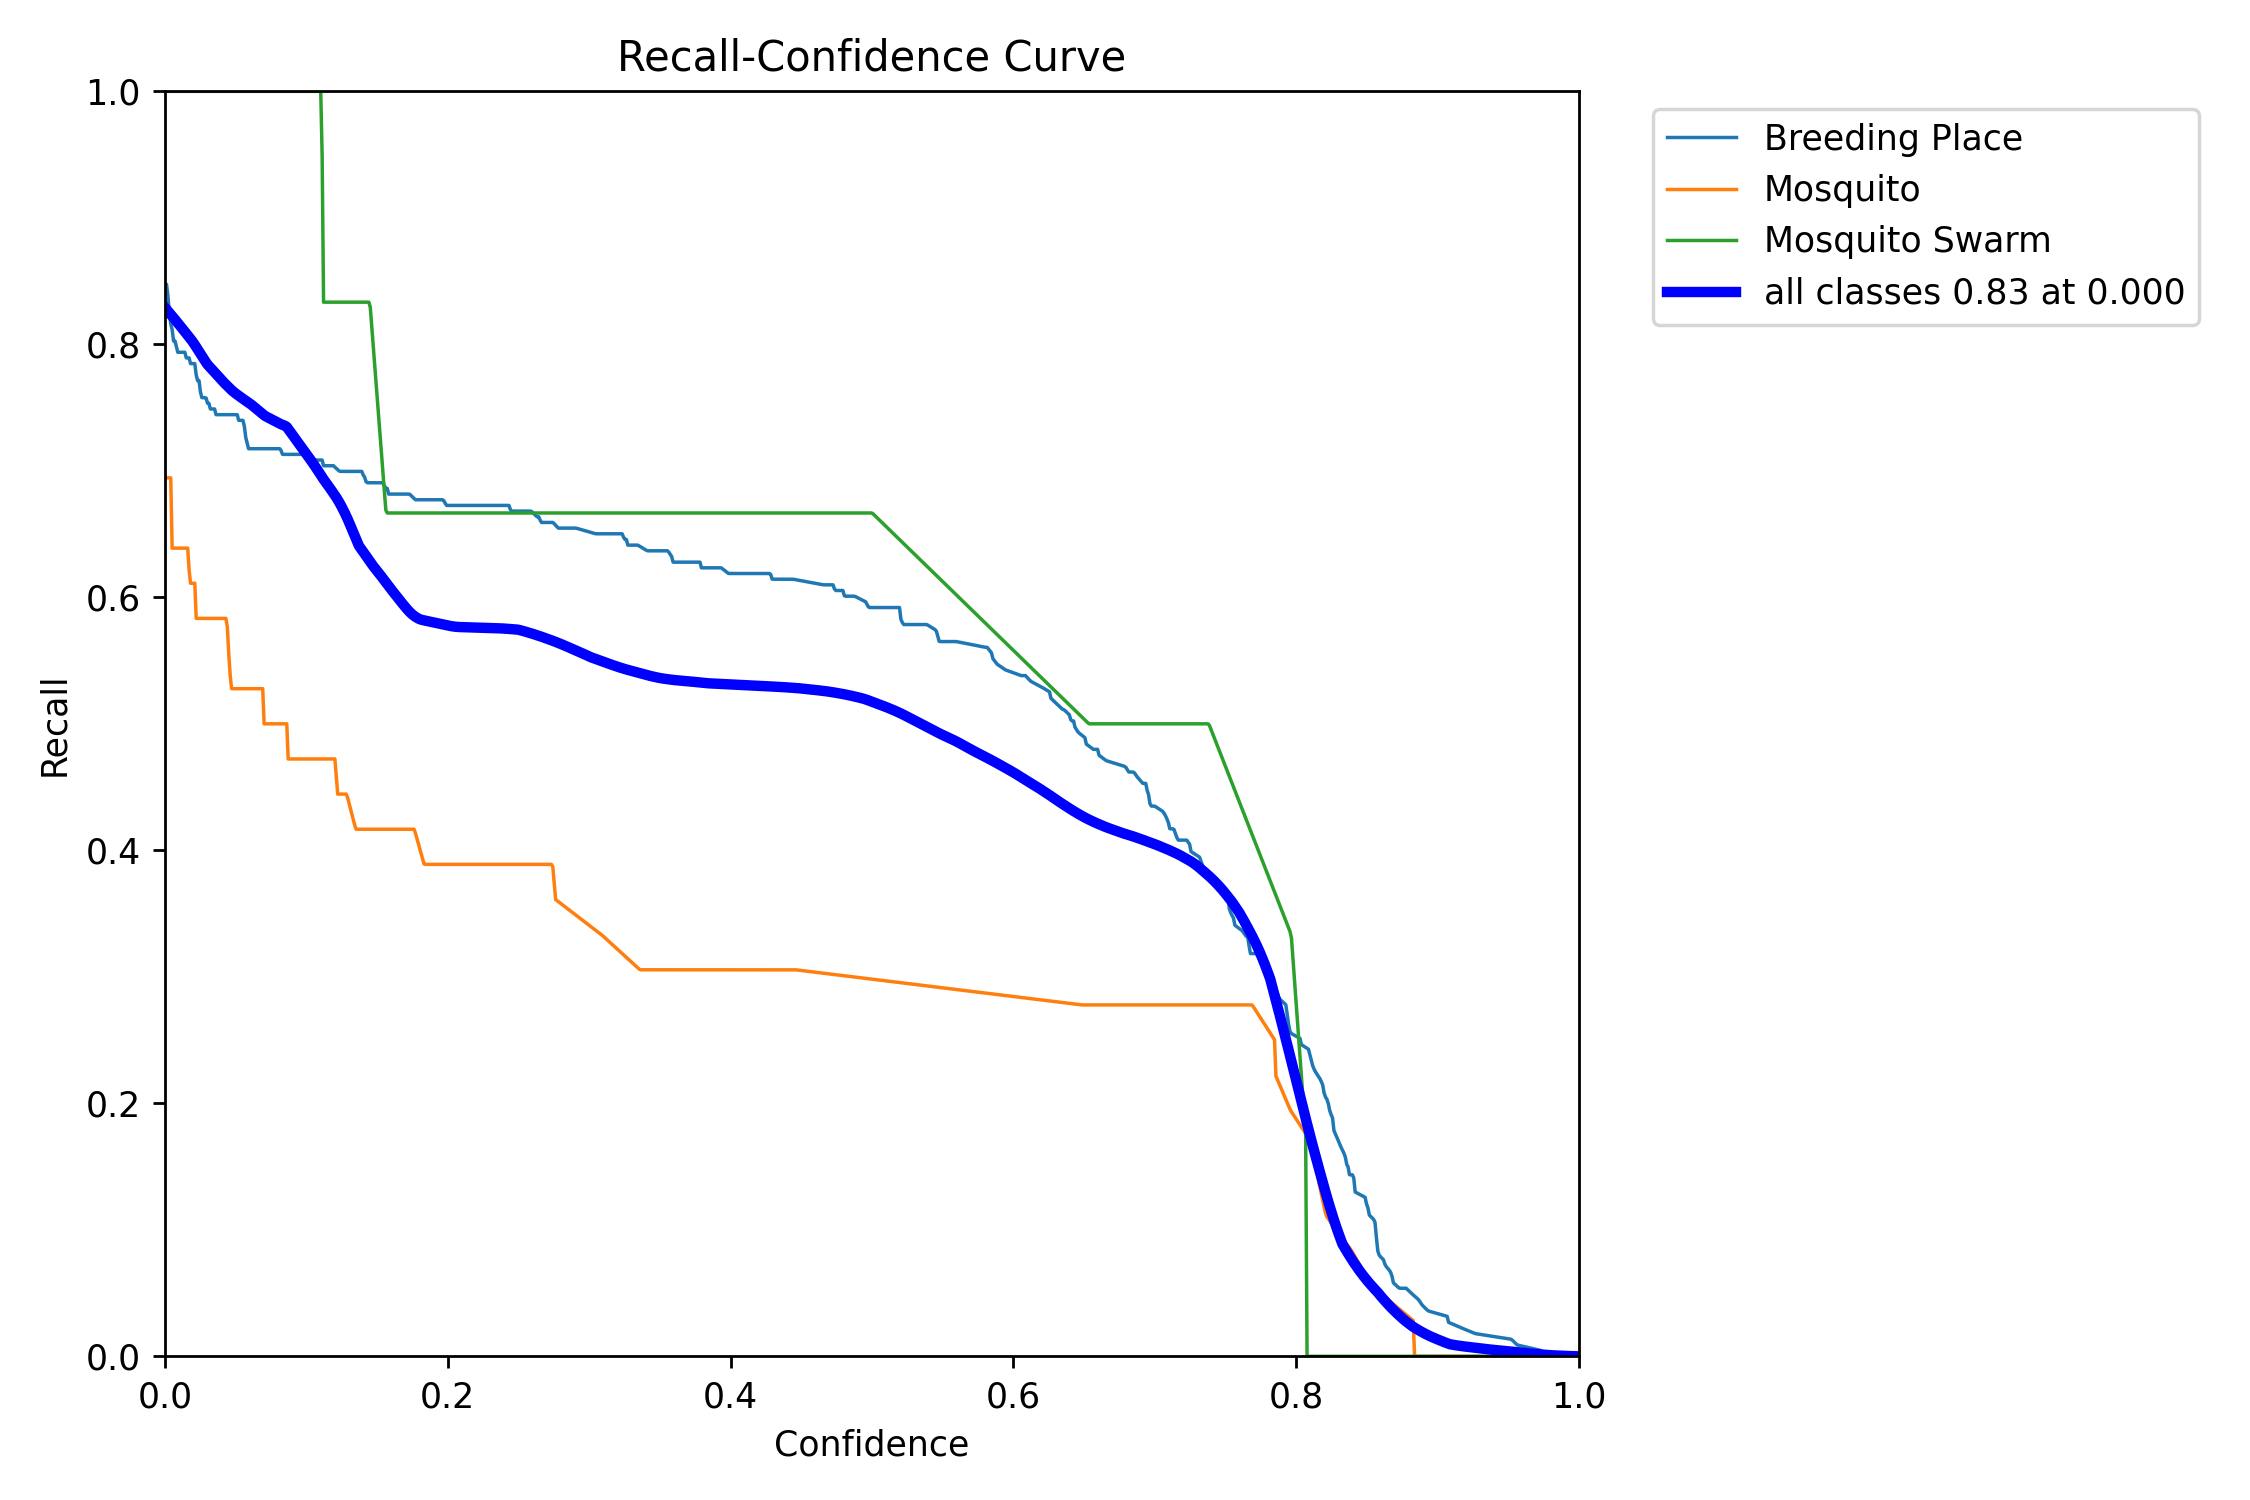 Recall-Confidence Curve
1.0
0.8
0.6
0.4
0.2
0.0
Recall
0.0 0.2 0.4 0.6 0.8 1.0
Confidence
Breeding Place
Mosquito
Mosquito Swarm
all classes 0.83 at 0.000